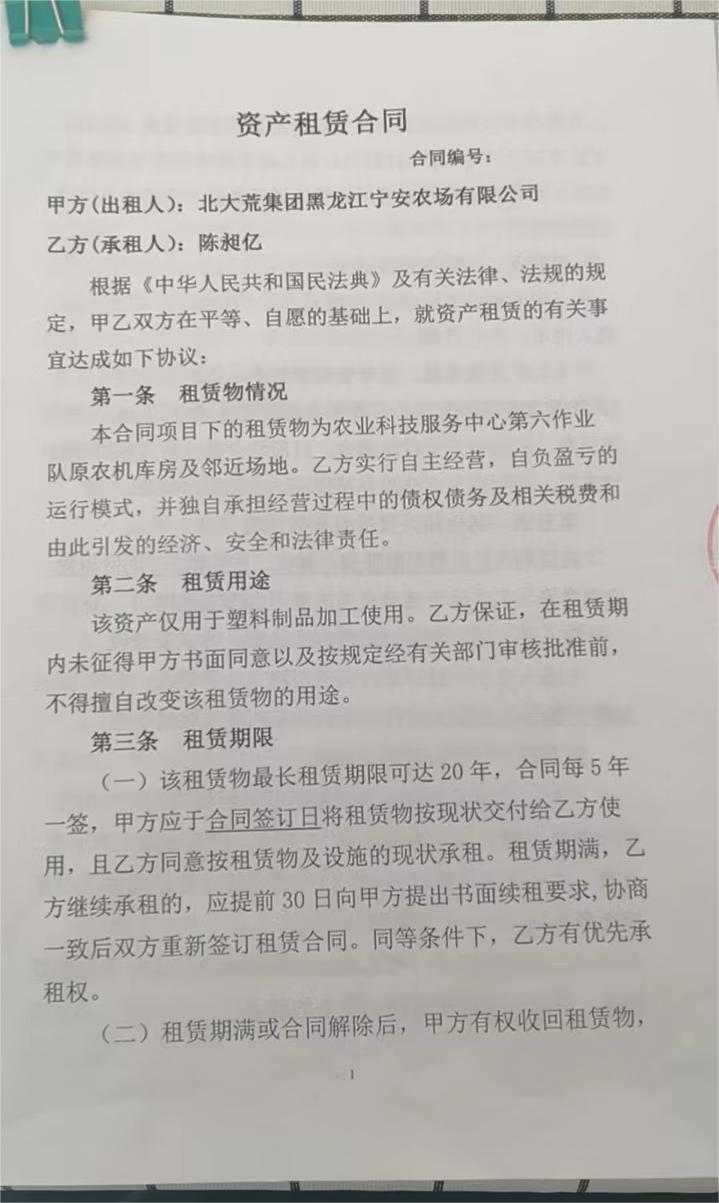 资产租赁合同
合同编号：
甲方(出租人)：北大荒集团黑龙江宁安农场有限公司
乙方(承租人)：陈昶亿
根据《中华人民共和国民法典》及有关法律、法规的规
定，甲乙双方在平等、自愿的基础上，就资产租赁的有关事
宜达成如下协议：
第一条 租赁物情况
本合同项目下的租赁物为农业科技服务中心第六作业
队原农机库房及邻近场地。乙方实行自主经营，自负盈亏的
运行模式，并独自承担经营过程中的债权债务及相关税费和
由此引发的经济、安全和法律责任。
第二条 租赁用途
该资产仅用于塑料制品加工使用。乙方保证，在租赁期
内未征得甲方书面同意以及按规定经有关部门审核批准前，
不得擅自改变该租赁物的用途。
第三条 租赁期限
（一）该租赁物最长租赁期限可达 20 年，合同每 5 年
一签，甲方应于合同签订日将租赁物按现状交付给乙方使
用，且乙方同意按租赁物及设施的现状承租。租赁期满，乙
方继续承租的，应提前 30 日向甲方提出书面续租要求,协商
一致后双方重新签订租赁合同。同等条件下，乙方有优先承
租权。
（二）租赁期满或合同解除后，甲方有权收回租赁物，
1